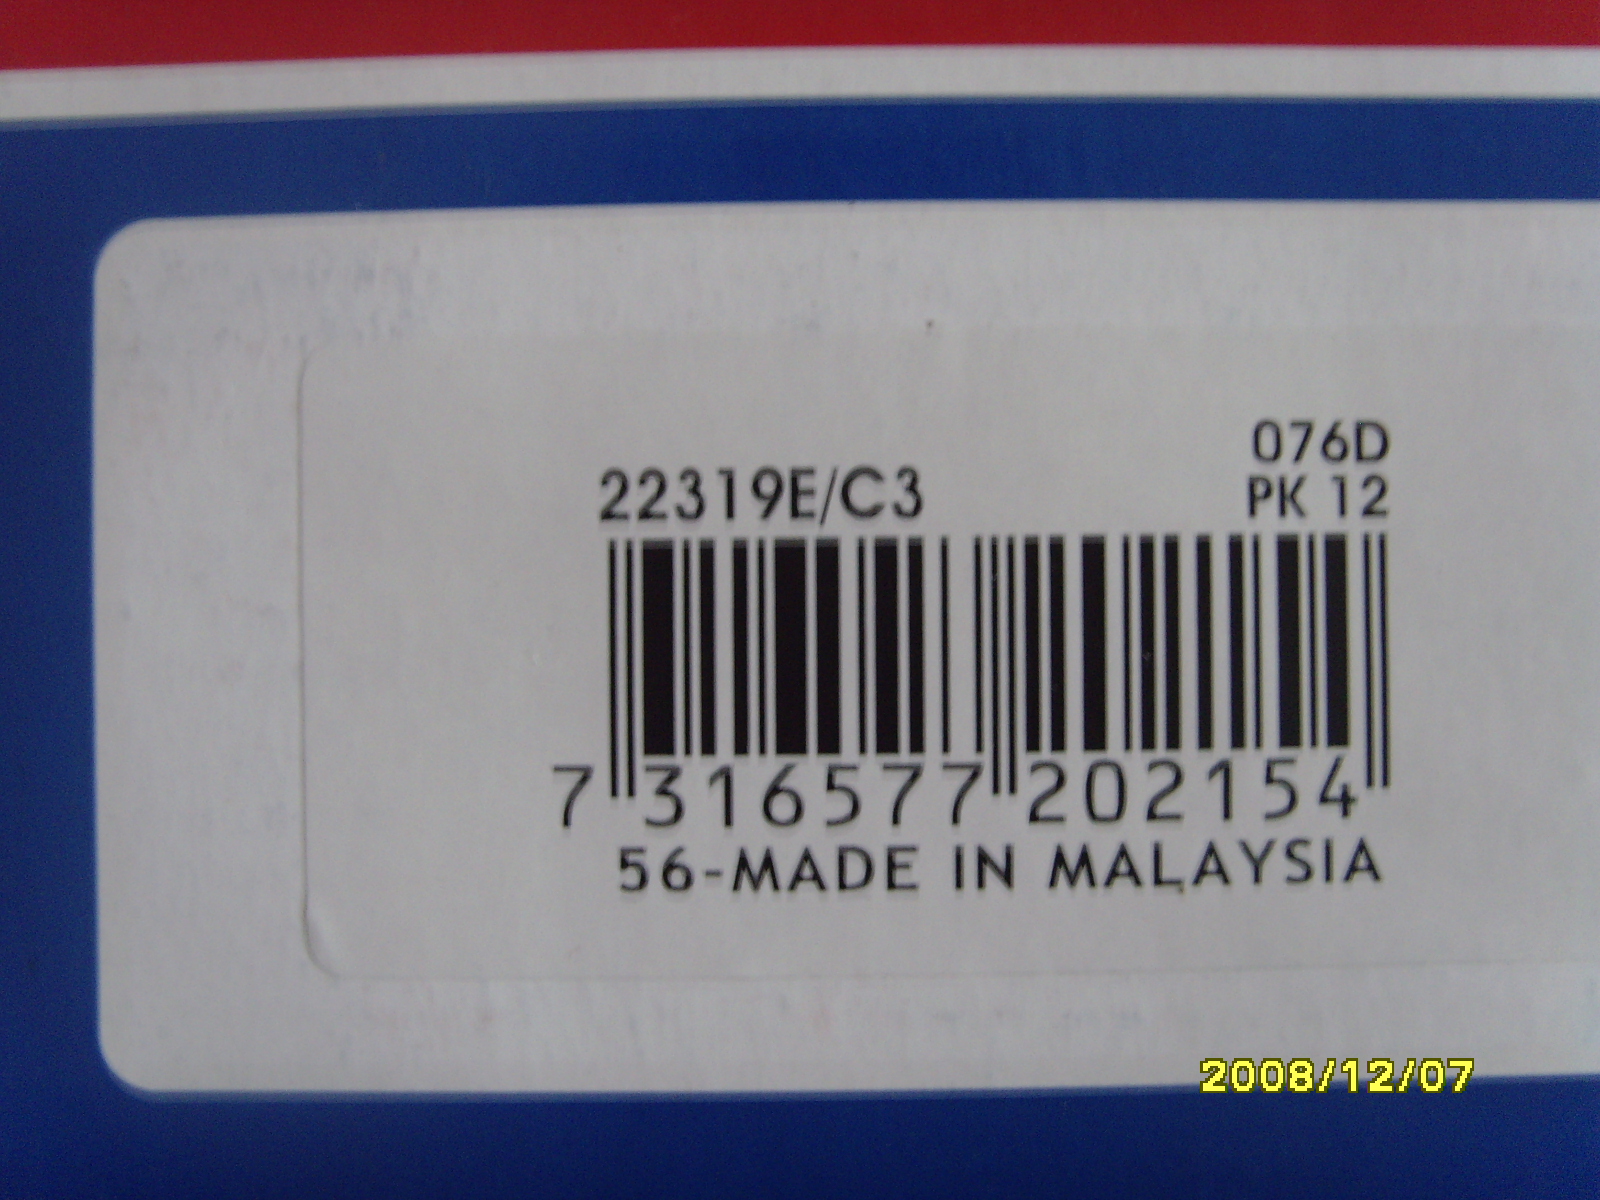 076D
22319E/C3 PK 12
7 316577 202154
56-MADE IN MALAYSIA
2008/12/07